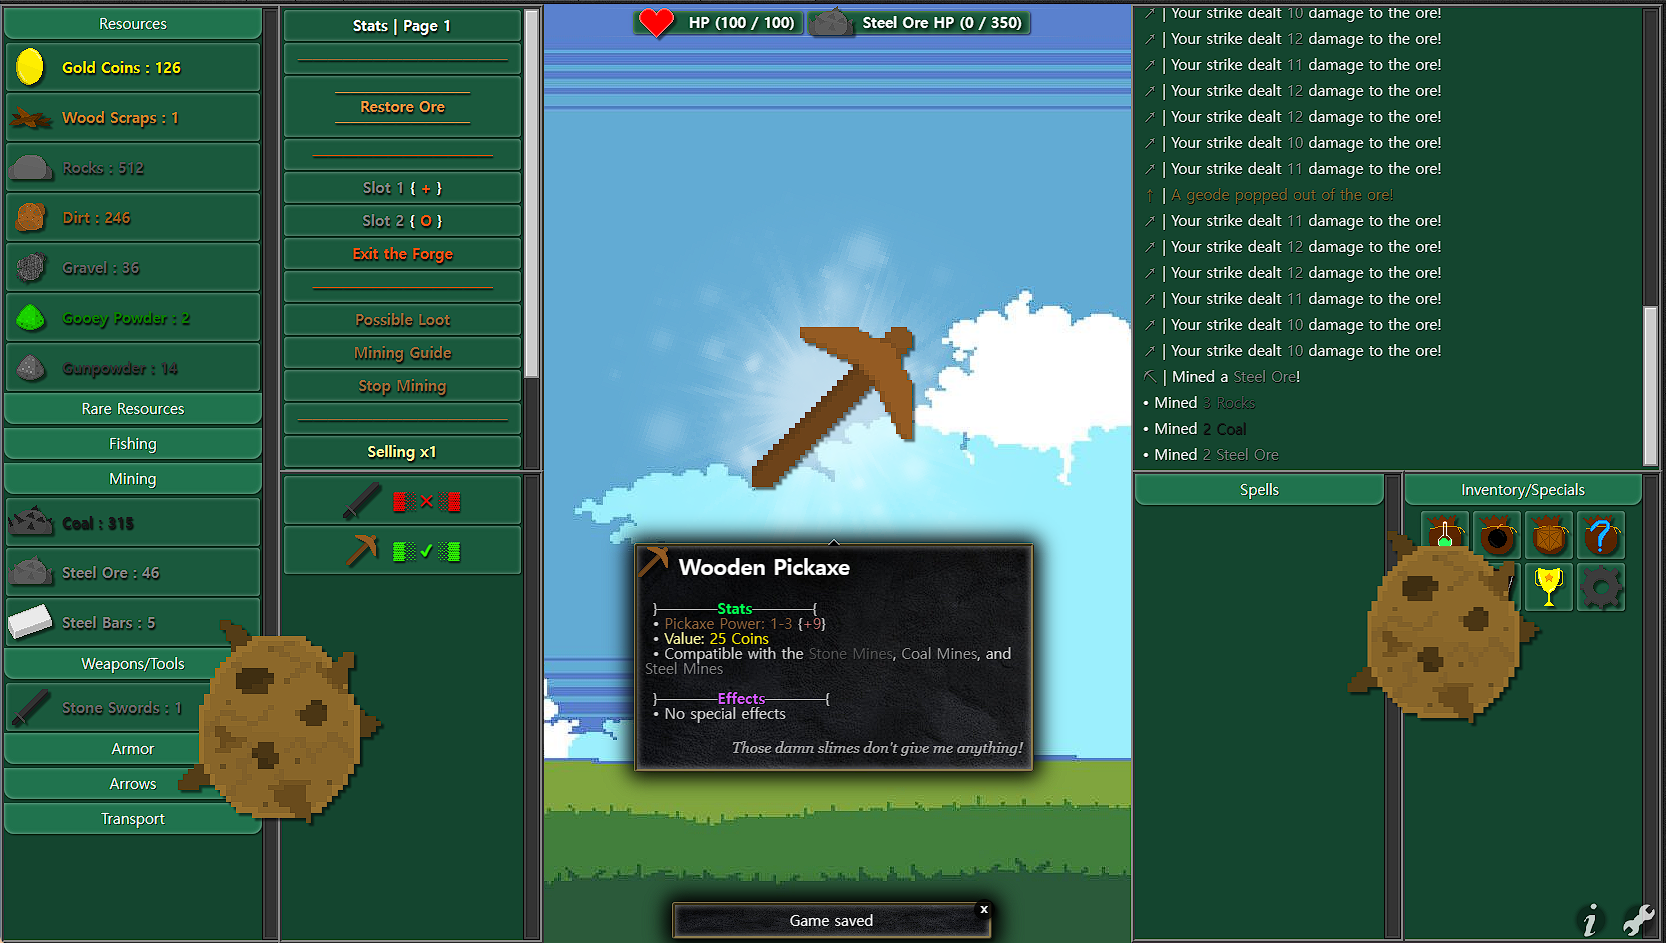 Resources
Gold Coins : 126
Wood Scraps : 1
Rocks : 512
Dirt : 246
Gravel : 36
Gooey Powder : 2
Gunpowder : 14
Rare Resources
Fishing
Mining
Coal : 315
Steel Ore : 46
Steel Bars : 5
Weapons/Tools
Stone Swords : 1
Armor
Arrows
Transport
Stats | Page 1
Restore Ore
Slot 1 { + }
Slot 2 { O }
Exit the Forge
Possible Loot
Mining Guide
Stop Mining
Selling x1
HP (100 / 100)
Steel Ore HP (0 / 350)
Wooden Pickaxe
}————Stats————{
• Pickaxe Power: 1-3 {+9}
• Value: 25 Coins
• Compatible with the Stone Mines, Coal Mines, and
Steel Mines
}————Effects————{
• No special effects
Those damn slimes don't give me anything!
Game saved
x
↗ | Your strike dealt 10 damage to the ore!
↗ | Your strike dealt 12 damage to the ore!
↗ | Your strike dealt 11 damage to the ore!
↗ | Your strike dealt 12 damage to the ore!
↗ | Your strike dealt 12 damage to the ore!
↗ | Your strike dealt 10 damage to the ore!
↗ | Your strike dealt 11 damage to the ore!
↑ | A geode popped out of the ore!
↗ | Your strike dealt 11 damage to the ore!
↗ | Your strike dealt 12 damage to the ore!
↗ | Your strike dealt 12 damage to the ore!
↗ | Your strike dealt 11 damage to the ore!
↗ | Your strike dealt 10 damage to the ore!
↗ | Your strike dealt 10 damage to the ore!
⛏ | Mined a Steel Ore!
• Mined 3 Rocks
• Mined 2 Coal
• Mined 2 Steel Ore
Spells
Inventory/Specials